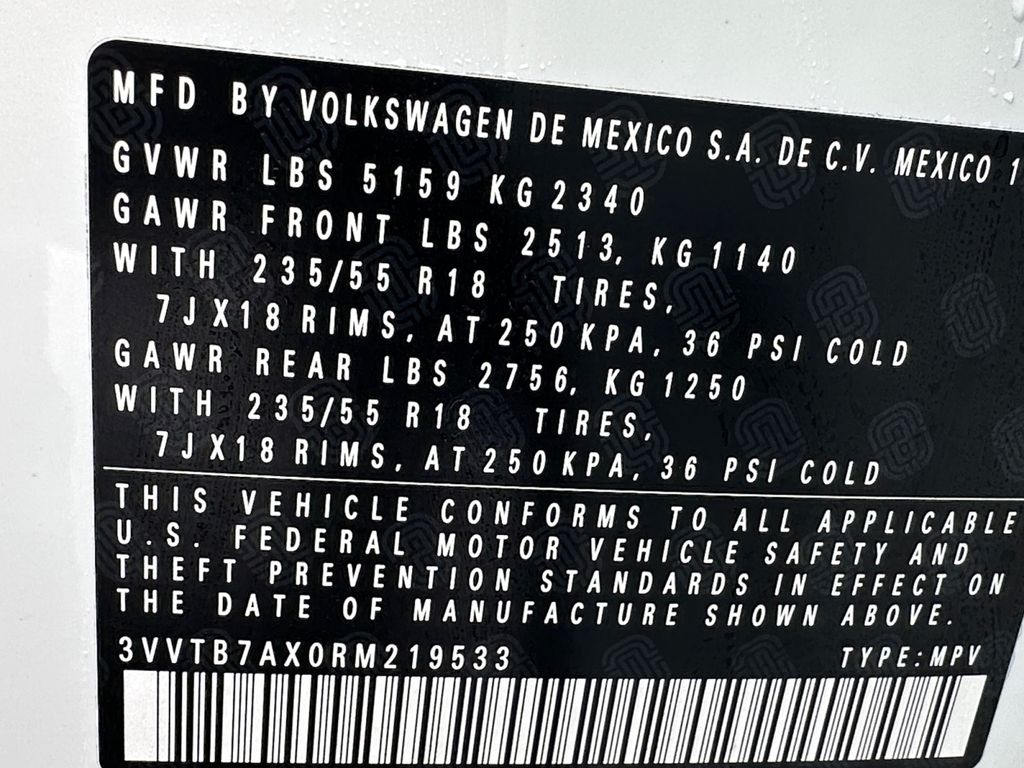 MFD BY VOLKSWAGEN DE MEXICO S.A. DE C.V. MEXICO 1
GVWR LBS 5159 KG 2340
GAWR FRONT LBS 2513, KG 1140
WITH 235/55 R18 TIRES,
7JX18 RIMS, AT 250 KPA, 36 PSI COLD
GAWR REAR LBS 2756, KG 1250
WITH 235/55 R18 TIRES,
7JX18 RIMS, AT 250 KPA, 36 PSI COLD
THIS VEHICLE CONFORMS TO ALL APPLICABLE
U.S. FEDERAL MOTOR VEHICLE SAFETY AND
THEFT PREVENTION STANDARDS IN EFFECT ON
THE DATE OF MANUFACTURE SHOWN ABOVE.
3VVTB7AX0RM219533 TYPE:MPV